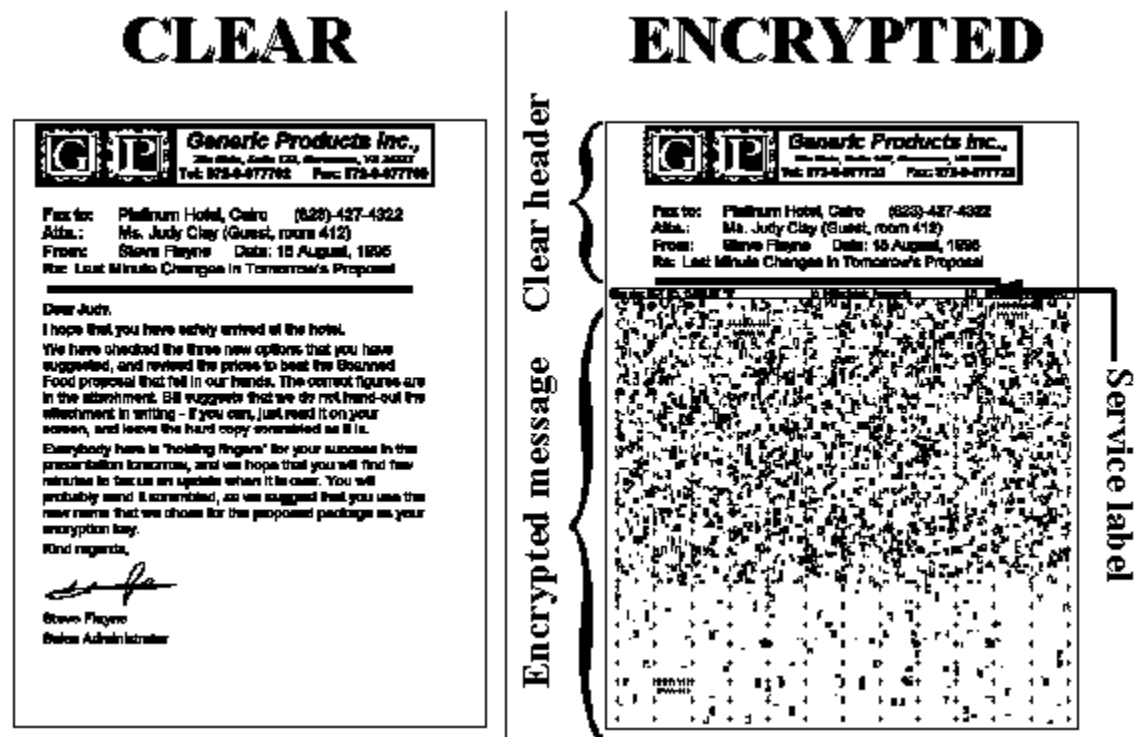 CLEAR
G P Generic Products Inc.,
Tel: Fax:
Fax to: Platinum Hotel, Cairo (623)-427-4322
Attn.: Ms. Judy Clay (Guest, room 412)
From: Steve Flayne Date: 15 August, 1995
Re: Last Minute Changes in Tomorrow's Proposal
Dear Judy,
I hope that you have safely arrived at the hotel.
We have checked the three new options that you have
suggested, and revised the prices to beat the Scanned
Food proposal that fell in our hands. The correct figures are
in the attachment. Bill suggests that we do not hand-out the
attachment in writing - if you can, just read it on your
screen, and leave the hard copy scrambled as it is.
Everybody here is "holding fingers" for your success in the
presentation tomorrow, and we hope that you will find few
minutes to fax us an update when it is over. You will
probably send it scrambled, so we suggest that you use the
new name that we chose for the proposed package as your
encryption key.
Kind regards,
Steve Flayne
Sales Administrator
ENCRYPTED
Clear header
G P Generic Products Inc.,
Tel: Fax:
Fax to: Platinum Hotel, Cairo (623)-427-4322
Attn.: Ms. Judy Clay (Guest, room 412)
From: Steve Flayne Date: 15 August, 1995
Re: Last Minute Changes in Tomorrow's Proposal
Encrypted message
Service label